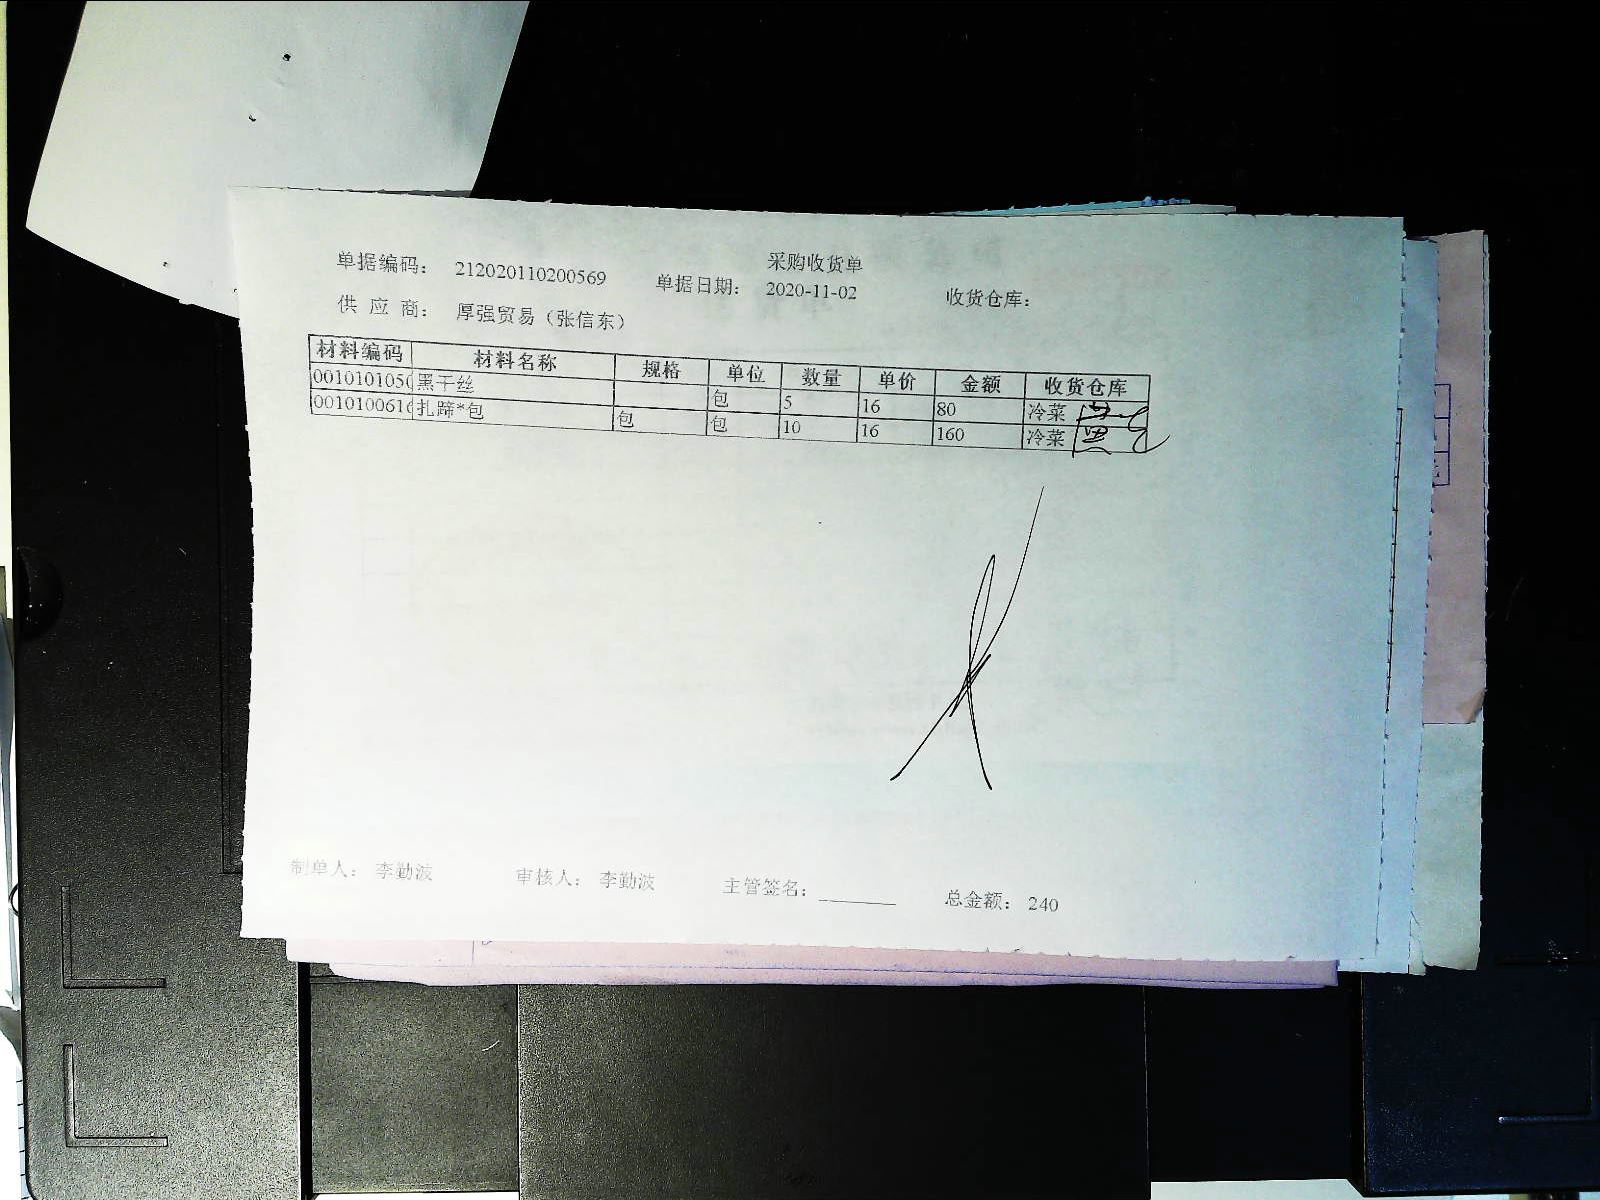 采购收货单
单据编码： 212020110200569 单据日期： 2020-11-02 收货仓库：
供 应 商： 厚强贸易（张信东）
材料编码 材料名称 规格 单位 数量 单价 金额 收货仓库
0010101050 黑干丝 包 5 16 80 冷菜
0010100616 扎蹄*包 包 包 10 16 160 冷菜
制单人： 李勤波 审核人： 李勤波 主管签名：________ 总金额： 240